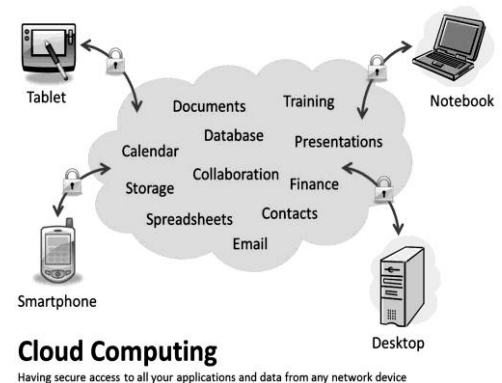 Tablet
Notebook
Documents
Training
Database
Presentations
Calendar
Collaboration
Finance
Storage
Spreadsheets
Contacts
Email
Smartphone
Desktop
Cloud Computing
Having secure access to all your applications and data from any network device